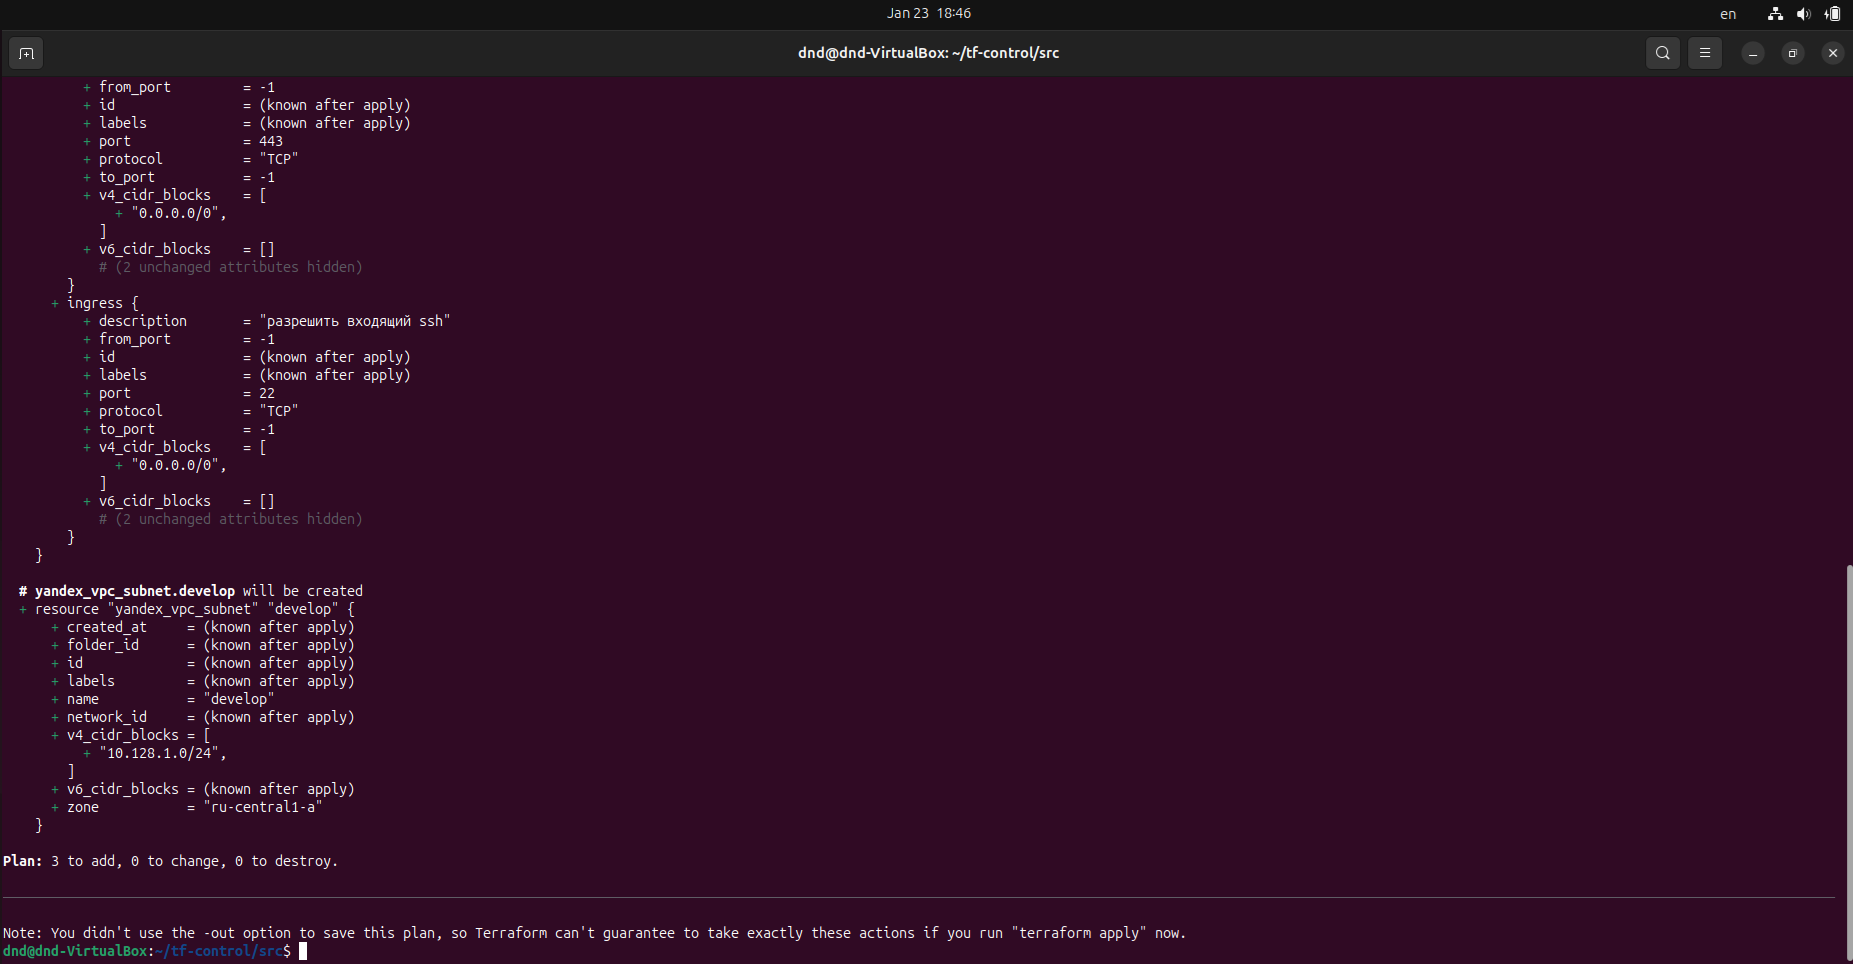 Jan 23 18:46
en
dnd@dnd-VirtualBox: ~/tf-control/src
+ from_port         = -1
+ id                = (known after apply)
+ labels            = (known after apply)
+ port              = 443
+ protocol          = "TCP"
+ to_port           = -1
+ v4_cidr_blocks    = [
+ "0.0.0.0/0",
]
+ v6_cidr_blocks    = []
# (2 unchanged attributes hidden)
}
+ ingress {
+ description       = "разрешить входящий ssh"
+ from_port         = -1
+ id                = (known after apply)
+ labels            = (known after apply)
+ port              = 22
+ protocol          = "TCP"
+ to_port           = -1
+ v4_cidr_blocks    = [
+ "0.0.0.0/0",
]
+ v6_cidr_blocks    = []
# (2 unchanged attributes hidden)
}
}
# yandex_vpc_subnet.develop will be created
+ resource "yandex_vpc_subnet" "develop" {
+ created_at     = (known after apply)
+ folder_id      = (known after apply)
+ id             = (known after apply)
+ labels         = (known after apply)
+ name           = "develop"
+ network_id     = (known after apply)
+ v4_cidr_blocks = [
+ "10.128.1.0/24",
]
+ v6_cidr_blocks = (known after apply)
+ zone           = "ru-central1-a"
}
Plan: 3 to add, 0 to change, 0 to destroy.
Note: You didn't use the -out option to save this plan, so Terraform can't guarantee to take exactly these actions if you run "terraform apply" now.
dnd@dnd-VirtualBox:~/tf-control/src$